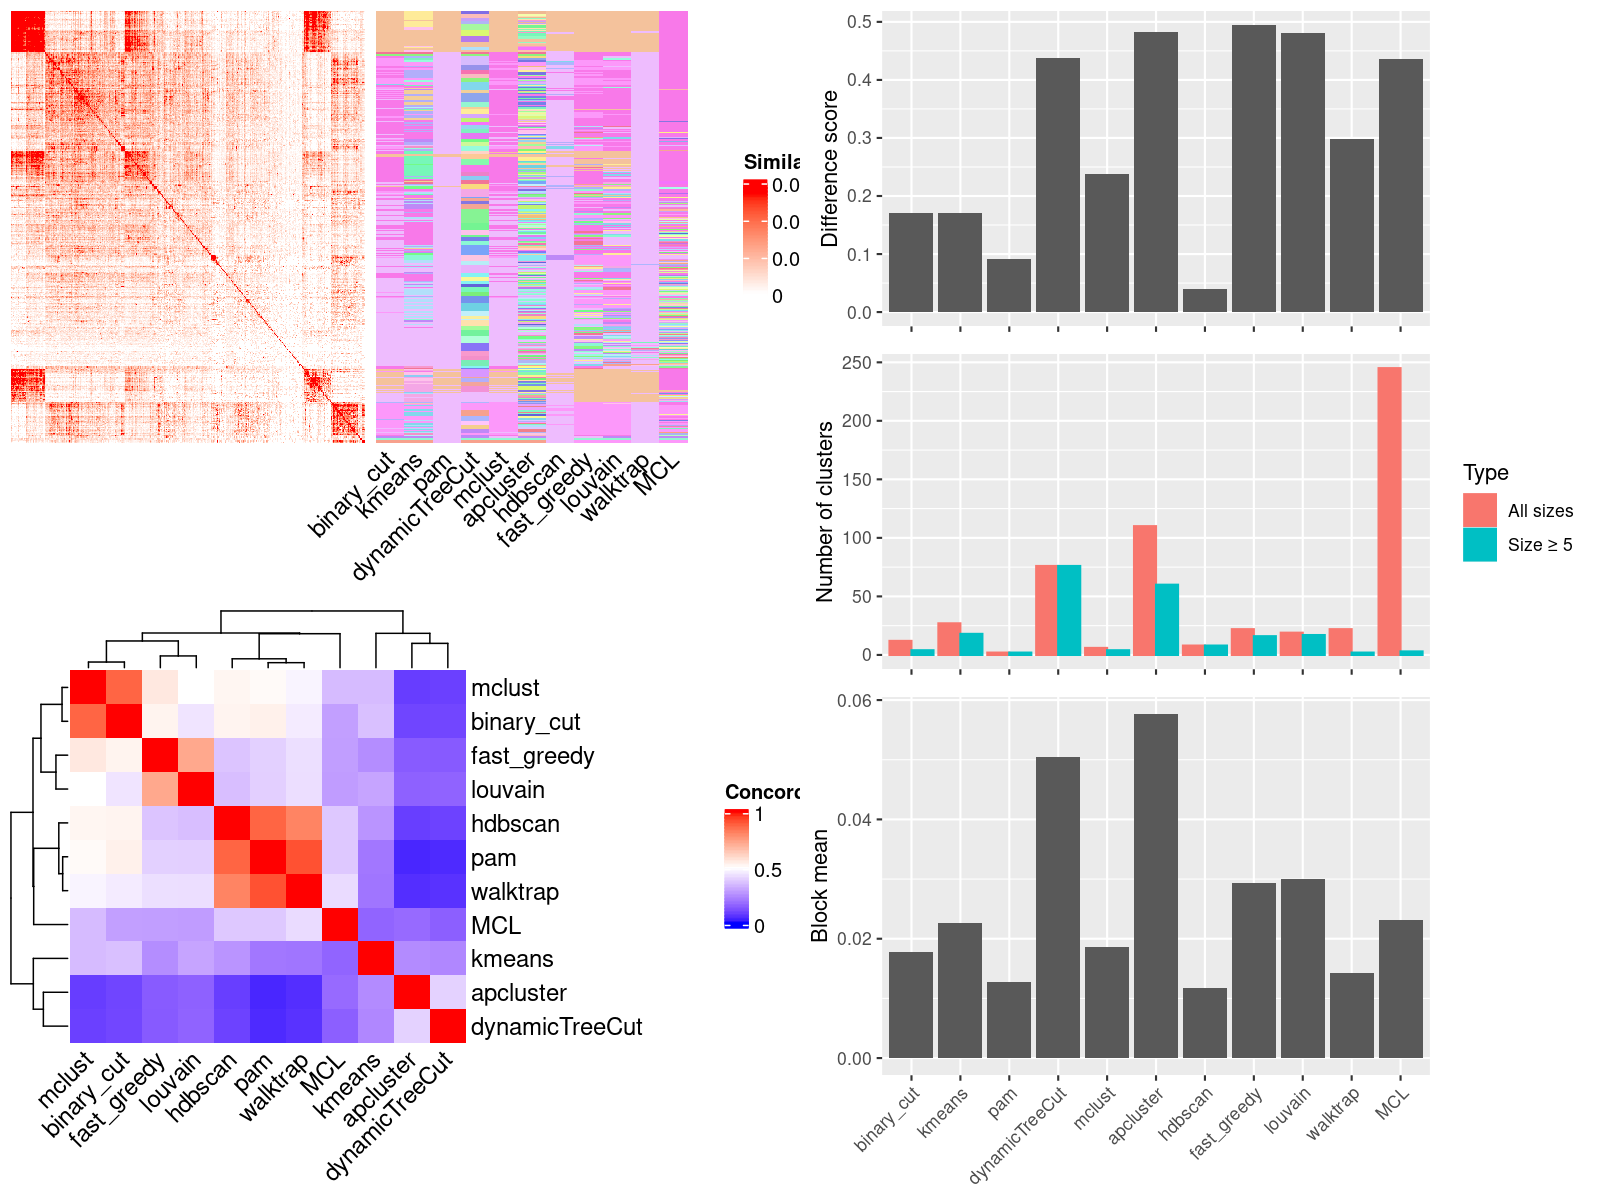 Simila
0.0
0.0
0.0
0
binary_cut
kmeans
pam
dynamicTreeCut
mclust
apcluster
hdbscan
fast_greedy
louvain
walktrap
MCL
mclust
binary_cut
fast_greedy
louvain
hdbscan
pam
walktrap
MCL
kmeans
apcluster
dynamicTreeCut
mclust
binary_cut
fast_greedy
louvain
hdbscan
pam
walktrap
MCL
kmeans
apcluster
dynamicTreeCut
Concord
1
0.5
0
Difference score
0.5
0.4
0.3
0.2
0.1
0.0
Number of clusters
250
200
150
100
50
0
Type
All sizes
Size ≥ 5
Block mean
0.06
0.04
0.02
0.00
binary_cut
kmeans
pam
dynamicTreeCut
mclust
apcluster
hdbscan
fast_greedy
louvain
walktrap
MCL